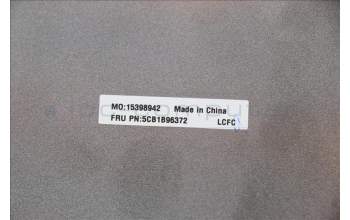 MO:15398942 Made in China
FRU PN:5CB1B96372 LCFC